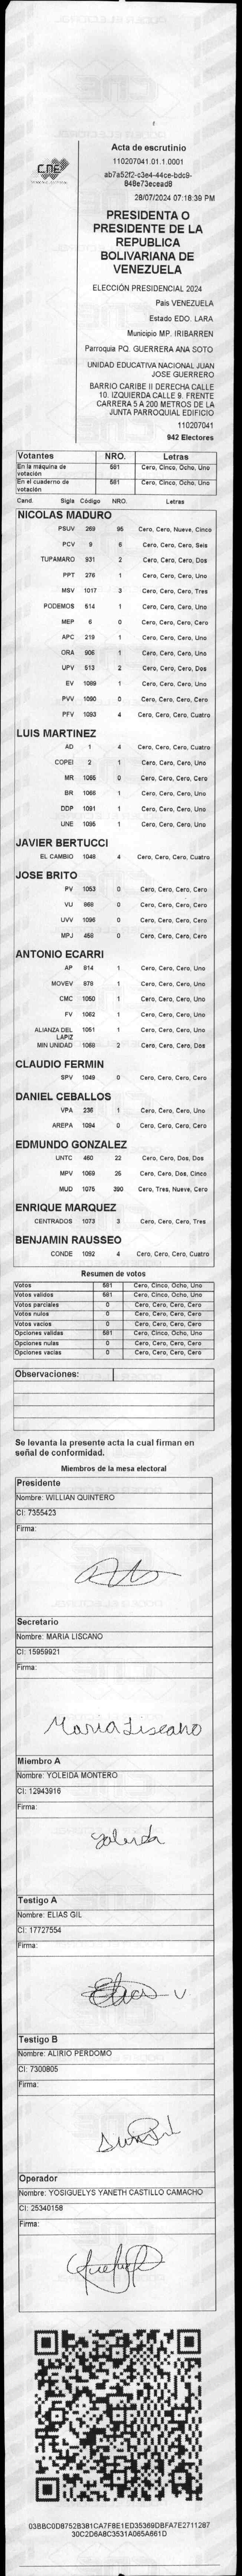 CNE
Acta de escrutinio
110207041.01.1.0001
ab7a52f2-c3e4-44ce-bdc9-
848e73ecead8
28/07/2024 07:18:39 PM
PRESIDENTA O
PRESIDENTE DE LA
REPUBLICA
BOLIVARIANA DE
VENEZUELA
ELECCIÓN PRESIDENCIAL 2024
Pais VENEZUELA
Estado EDO. LARA
Municipio MP. IRIBARREN
Parroquia PQ. GUERRERA ANA SOTO
UNIDAD EDUCATIVA NACIONAL JUAN
JOSE GUERRERO
BARRIO CARIBE II DERECHA CALLE
10. IZQUIERDA CALLE 9. FRENTE
CARRERA 5 A 200 METROS DE LA
JUNTA PARROQUIAL EDIFICIO
110207041
942 Electores
Votantes NRO. Letras
En la máquina de votación 581 Cero, Cinco, Ocho, Uno
En el cuaderno de votación 581 Cero, Cinco, Ocho, Uno
Cand. Sigla Código NRO. Letras
NICOLAS MADURO
PSUV 269 95 Cero, Cero, Nueve, Cinco
PCV 9 6 Cero, Cero, Cero, Seis
TUPAMARO 931 2 Cero, Cero, Cero, Dos
PPT 276 1 Cero, Cero, Cero, Uno
MSV 1017 3 Cero, Cero, Cero, Tres
PODEMOS 514 1 Cero, Cero, Cero, Uno
MEP 6 0 Cero, Cero, Cero, Cero
APC 219 1 Cero, Cero, Cero, Uno
ORA 906 1 Cero, Cero, Cero, Uno
UPV 513 2 Cero, Cero, Cero, Dos
EV 1089 1 Cero, Cero, Cero, Uno
PVV 1090 0 Cero, Cero, Cero, Cero
PFV 1093 4 Cero, Cero, Cero, Cuatro
LUIS MARTINEZ
AD 1 4 Cero, Cero, Cero, Cuatro
COPEI 2 1 Cero, Cero, Cero, Uno
MR 1065 0 Cero, Cero, Cero, Cero
BR 1066 1 Cero, Cero, Cero, Uno
DDP 1091 1 Cero, Cero, Cero, Uno
UNE 1095 1 Cero, Cero, Cero, Uno
JAVIER BERTUCCI
EL CAMBIO 1048 4 Cero, Cero, Cero, Cuatro
JOSE BRITO
PV 1053 0 Cero, Cero, Cero, Cero
VU 868 0 Cero, Cero, Cero, Cero
UVV 1096 0 Cero, Cero, Cero, Cero
MPJ 458 0 Cero, Cero, Cero, Cero
ANTONIO ECARRI
AP 814 1 Cero, Cero, Cero, Uno
MOVEV 878 1 Cero, Cero, Cero, Uno
CMC 1050 1 Cero, Cero, Cero, Uno
FV 1062 1 Cero, Cero, Cero, Uno
ALIANZA DEL LAPIZ 1051 1 Cero, Cero, Cero, Uno
MIN UNIDAD 1068 2 Cero, Cero, Cero, Dos
CLAUDIO FERMIN
SPV 1049 0 Cero, Cero, Cero, Cero
DANIEL CEBALLOS
VPA 236 1 Cero, Cero, Cero, Uno
AREPA 1094 0 Cero, Cero, Cero, Cero
EDMUNDO GONZALEZ
UNTC 460 22 Cero, Cero, Dos, Dos
MPV 1069 25 Cero, Cero, Dos, Cinco
MUD 1075 390 Cero, Tres, Nueve, Cero
ENRIQUE MARQUEZ
CENTRADOS 1073 3 Cero, Cero, Cero, Tres
BENJAMIN RAUSSEO
CONDE 1092 4 Cero, Cero, Cero, Cuatro
Resumen de votos
Votos 581 Cero, Cinco, Ocho, Uno
Votos validos 581 Cero, Cinco, Ocho, Uno
Votos parciales 0 Cero, Cero, Cero, Cero
Votos nulos 0 Cero, Cero, Cero, Cero
Votos vacios 0 Cero, Cero, Cero, Cero
Opciones validas 581 Cero, Cinco, Ocho, Uno
Opciones nulas 0 Cero, Cero, Cero, Cero
Opciones vacias 0 Cero, Cero, Cero, Cero
Observaciones:
Se levanta la presente acta la cual firman en
señal de conformidad.
Miembros de la mesa electoral
Presidente
Nombre: WILLIAN QUINTERO
CI: 7355423
Firma:
Secretario
Nombre: MARIA LISCANO
CI: 15959921
Firma:
Maria Liscano
Miembro A
Nombre: YOLEIDA MONTERO
CI: 12943916
Firma:
Testigo A
Nombre: ELIAS GIL
CI: 17727554
Firma:
Testigo B
Nombre: ALIRIO PERDOMO
CI: 7300805
Firma:
Operador
Nombre: YOSIGUELYS YANETH CASTILLO CAMACHO
CI: 25340158
Firma:
03BBC0D8752B381CA7F8E1ED35369DBFA7E2711287
30C2D6A8C3531A065A661D